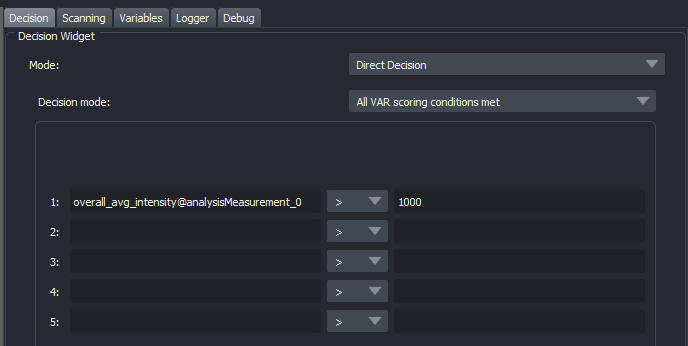 Decision Scanning Variables Logger Debug
Decision Widget
Mode: Direct Decision
Decision mode: All VAR scoring conditions met
1: overall_avg_intensity@analysisMeasurement_0 > 1000
2: >
3: >
4: >
5: >